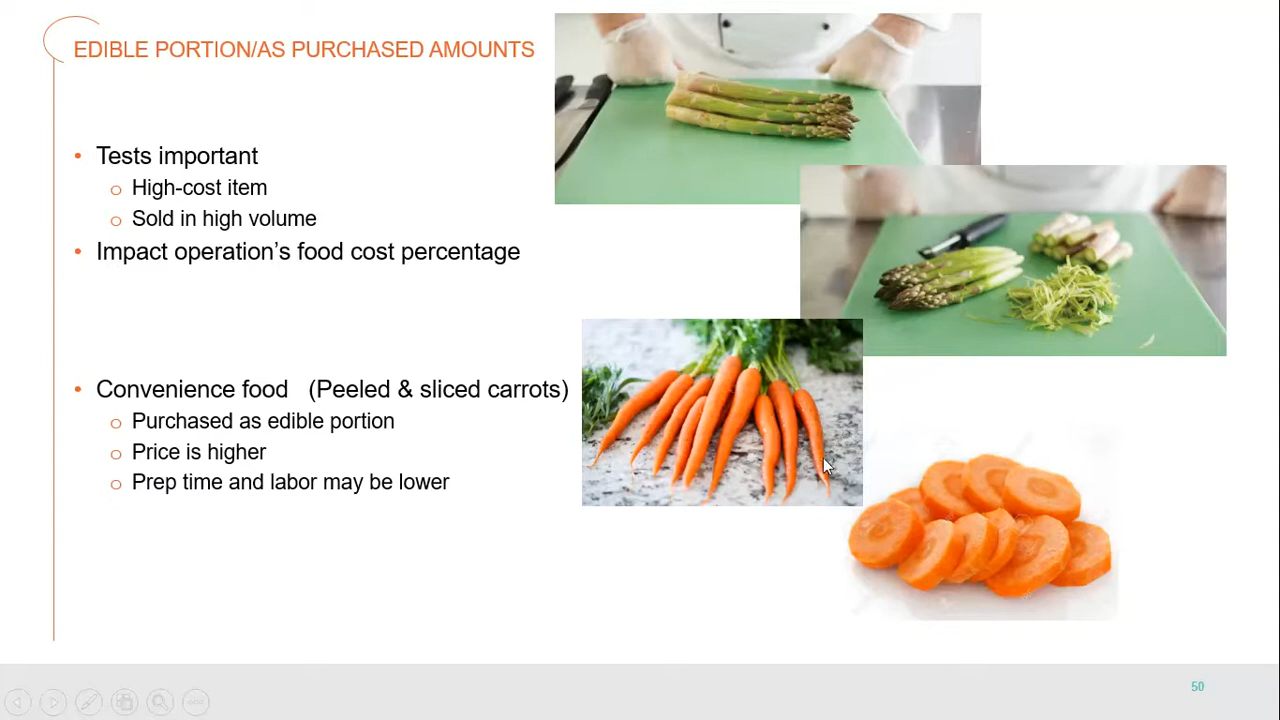 EDIBLE PORTION/AS PURCHASED AMOUNTS
• Tests important
o High-cost item
o Sold in high volume
• Impact operation’s food cost percentage
• Convenience food (Peeled & sliced carrots)
o Purchased as edible portion
o Price is higher
o Prep time and labor may be lower
50